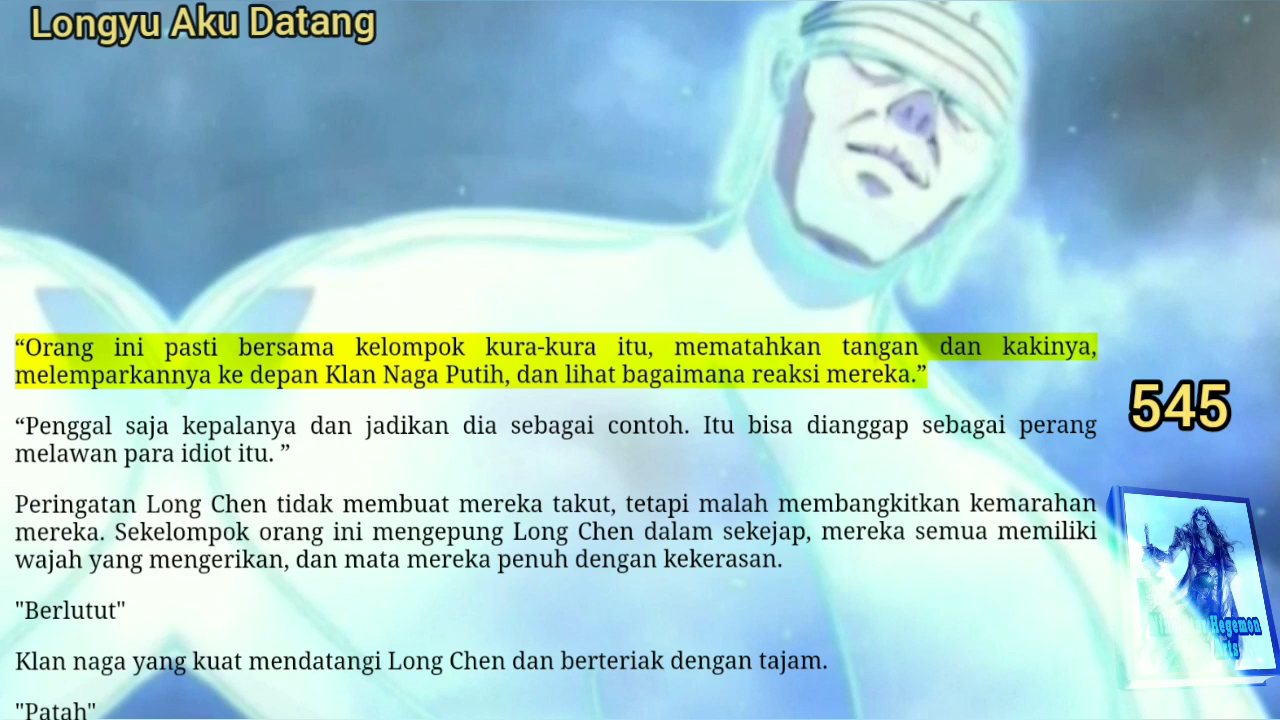 Longyu Aku Datang
“Orang ini pasti bersama kelompok kura-kura itu, mematahkan tangan dan kakinya,
melemparkannya ke depan Klan Naga Putih, dan lihat bagaimana reaksi mereka.”
“Penggal saja kepalanya dan jadikan dia sebagai contoh. Itu bisa dianggap sebagai perang
melawan para idiot itu. ”
545
Peringatan Long Chen tidak membuat mereka takut, tetapi malah membangkitkan kemarahan
mereka. Sekelompok orang ini mengepung Long Chen dalam sekejap, mereka semua memiliki
wajah yang mengerikan, dan mata mereka penuh dengan kekerasan.
"Berlutut"
Klan naga yang kuat mendatangi Long Chen dan berteriak dengan tajam.
"Patah"
Hegemon